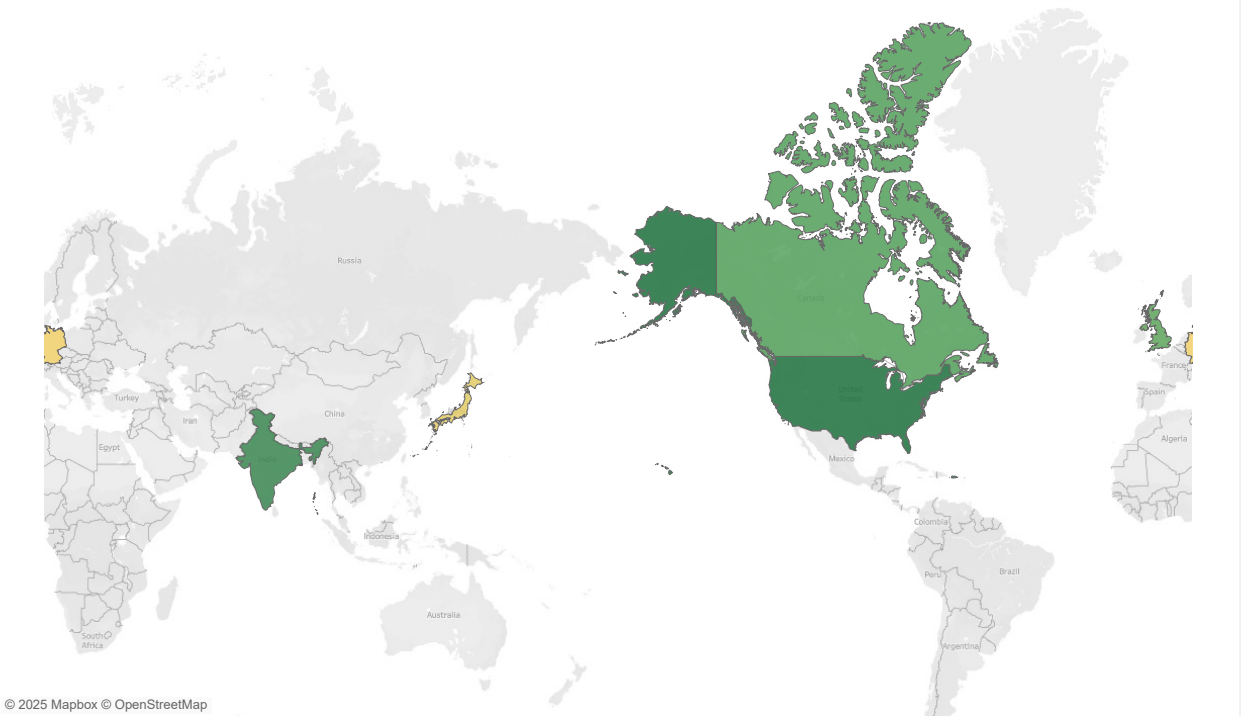 Russia
Canada
Turkey
Iran
China
United
States
France
Spain
Egypt
India
Mexico
Algeria
Indonesia
Colombia
Peru
Brazil
Australia
South
Africa
Argentina
© 2025 Mapbox © OpenStreetMap